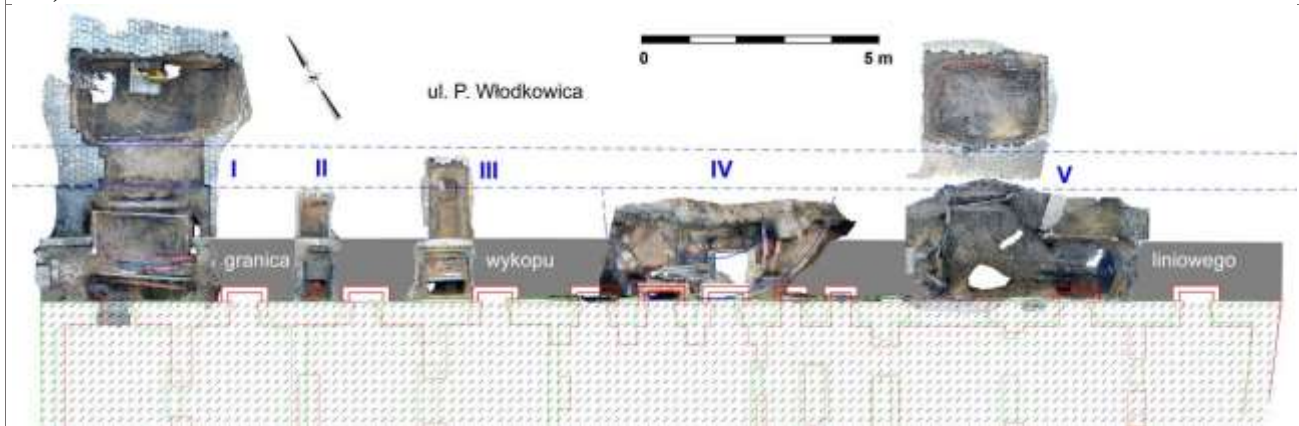 0 5 m
ul. P. Włodkowica
I II III IV V
granica wykopu liniowego